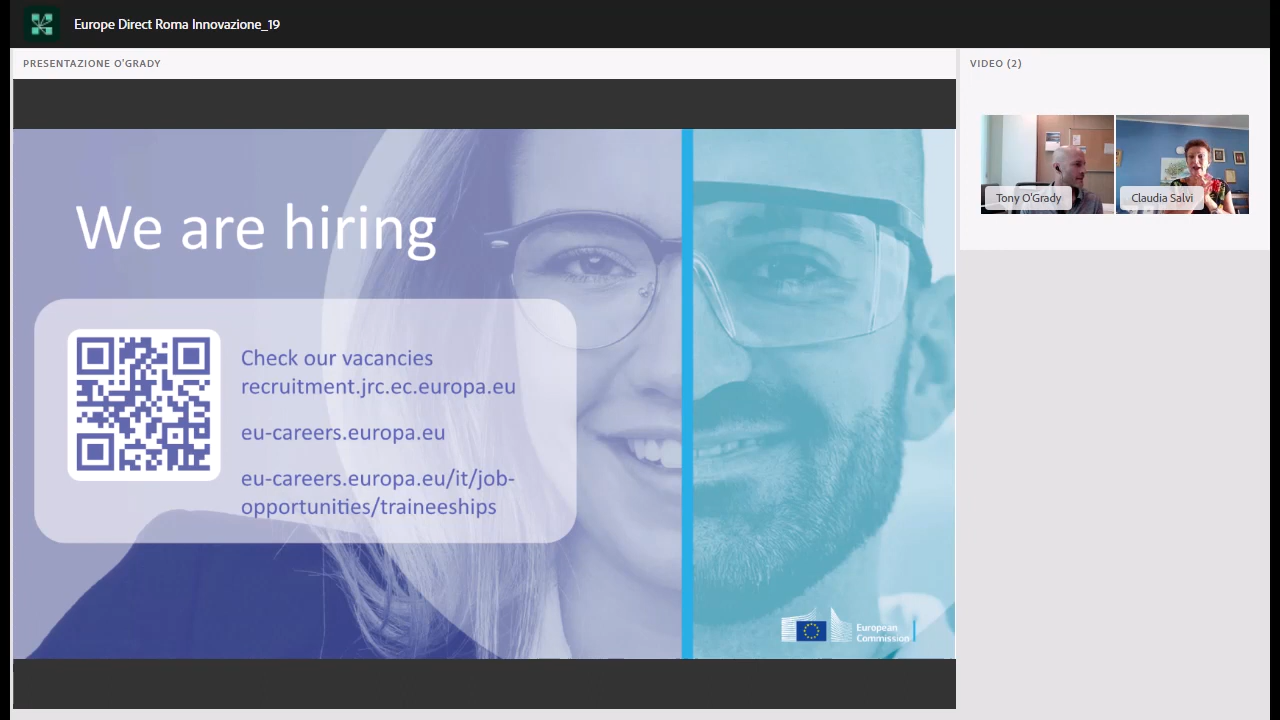 Europe Direct Roma Innovazione_19
PRESENTAZIONE O'GRADY
VIDEO (2)
We are hiring
Check our vacancies
recruitment.jrc.ec.europa.eu
eu-careers.europa.eu
eu-careers.europa.eu/it/job-
opportunities/traineeships
European
Commission
Tony O'Grady
Claudia Salvi